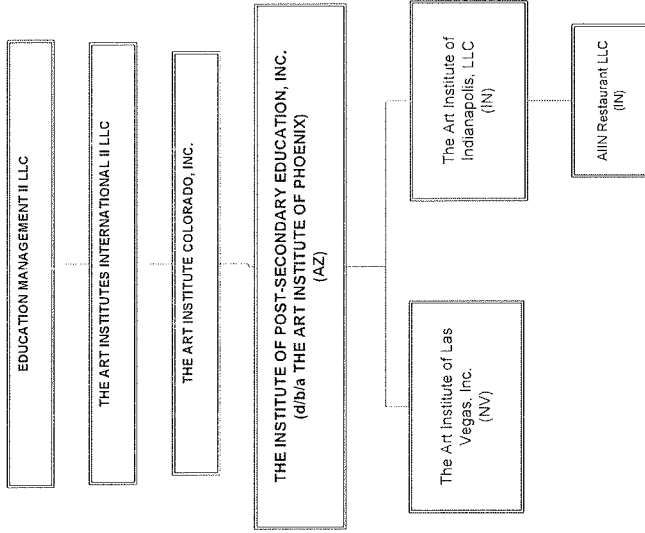 EDUCATION MANAGEMENT II LLC
THE ART INSTITUTES INTERNATIONAL II LLC
THE ART INSTITUTE COLORADO, INC.
THE INSTITUTE OF POST-SECONDARY EDUCATION, INC.
(d/b/a THE ART INSTITUTE OF PHOENIX)
(AZ)
The Art Institute of Las
Vegas, Inc.
(NV)
The Art Institute of
Indianapolis, LLC
(IN)
AIIN Restaurant LLC
(IN)